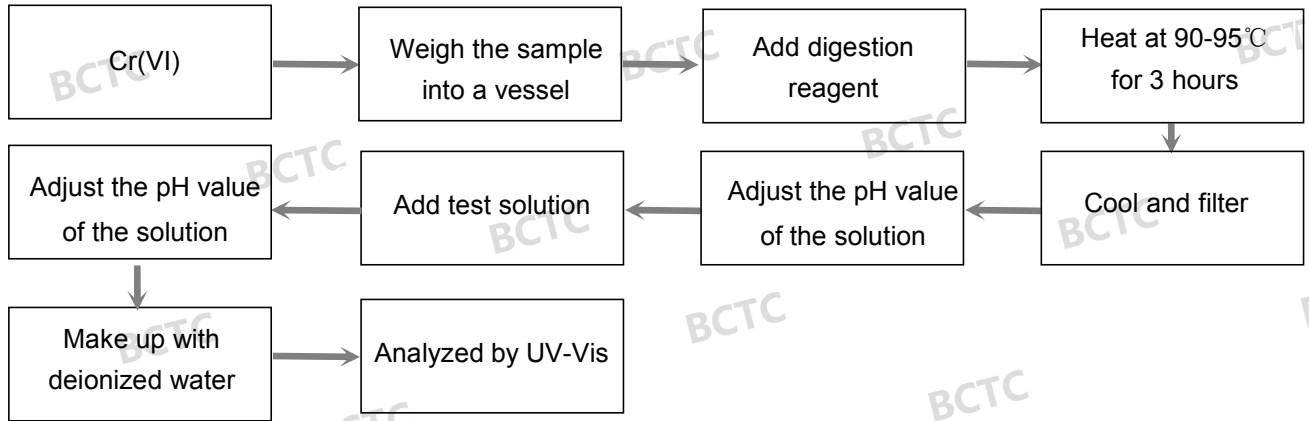 Cr(VI)
Weigh the sample
into a vessel
Add digestion
reagent
Heat at 90-95℃
for 3 hours
Cool and filter
Adjust the pH value
of the solution
Add test solution
Adjust the pH value
of the solution
Make up with
deionized water
Analyzed by UV-Vis
BCTC
BCTC
BCTC
BCTC
BCTC
BCTC
BCTC
BCTC
BCTC
BCTC